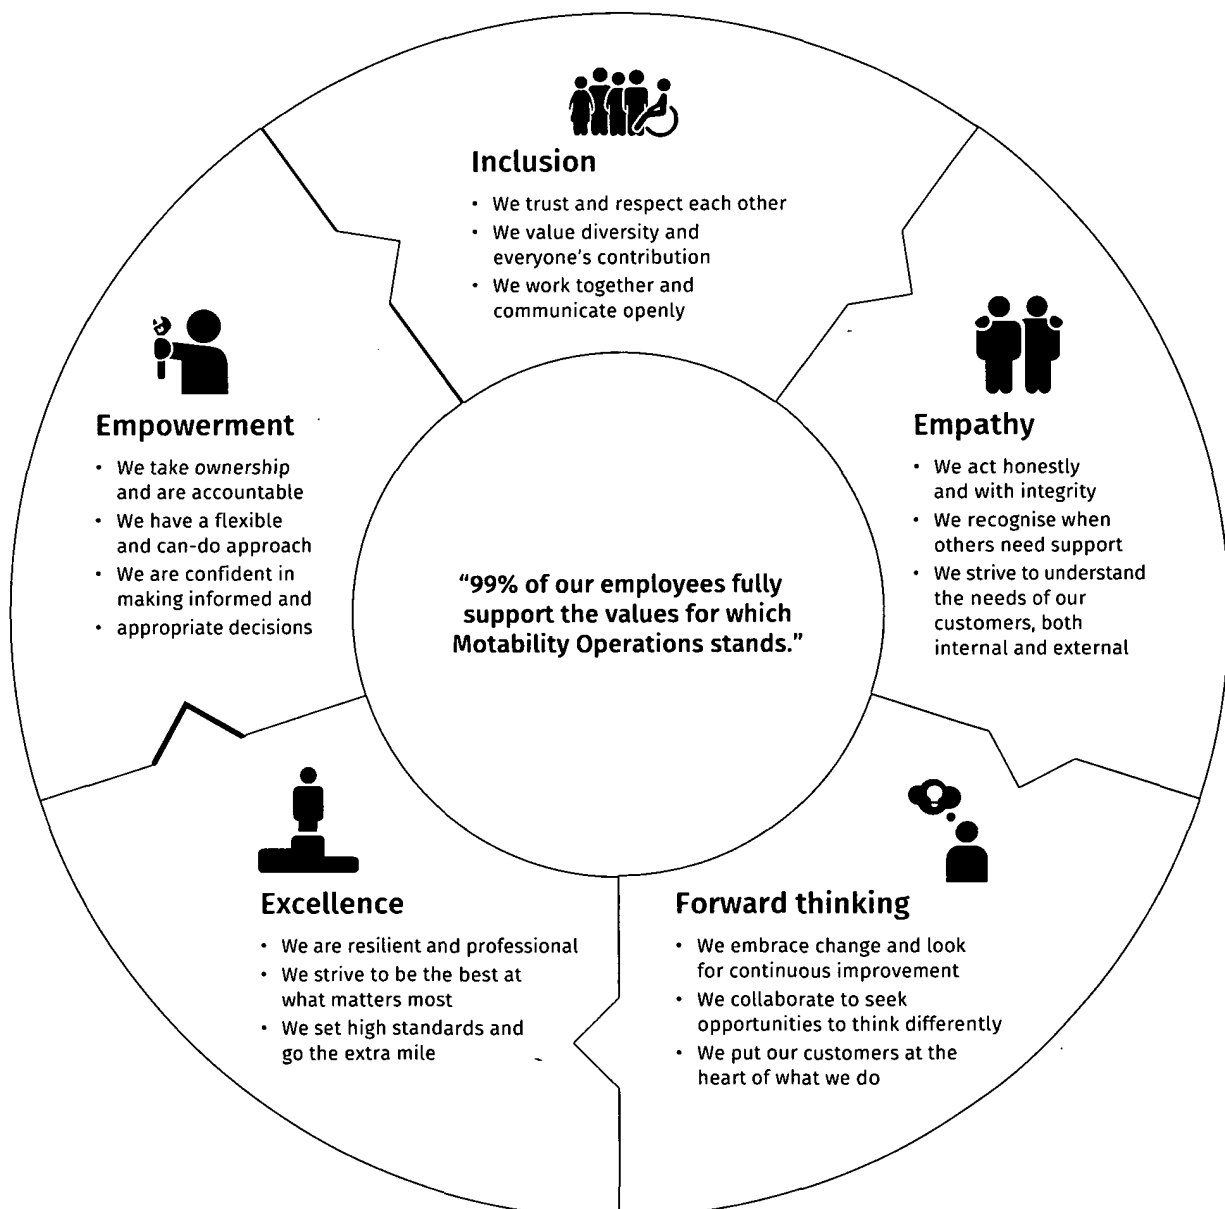 Inclusion
• We trust and respect each other
• We value diversity and
everyone's contribution
• We work together and
communicate openly
Empathy
• We act honestly
and with integrity
• We recognise when
others need support
• We strive to understand
the needs of our
customers, both
internal and external
Forward thinking
• We embrace change and look
for continuous improvement
• We collaborate to seek
opportunities to think differently
• We put our customers at the
heart of what we do
Excellence
• We are resilient and professional
• We strive to be the best at
what matters most
• We set high standards and
go the extra mile
Empowerment
• We take ownership
and are accountable
• We have a flexible
and can-do approach
• We are confident in
making informed and
• appropriate decisions
“99% of our employees fully
support the values for which
Motability Operations stands.”